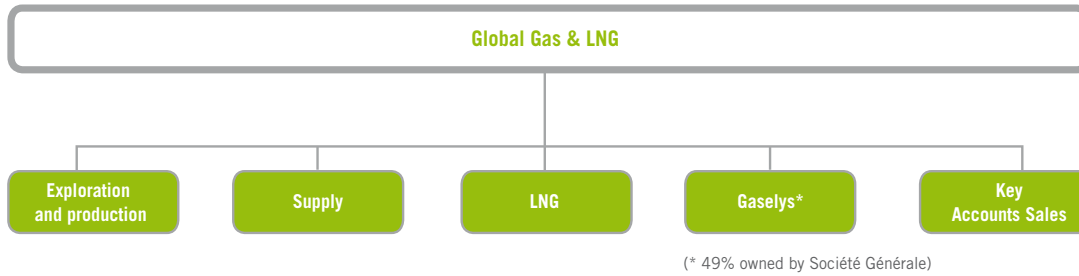 Global Gas & LNG
Exploration
and production
Supply
LNG
Gaselys*
Key
Accounts Sales
(* 49% owned by Société Générale)